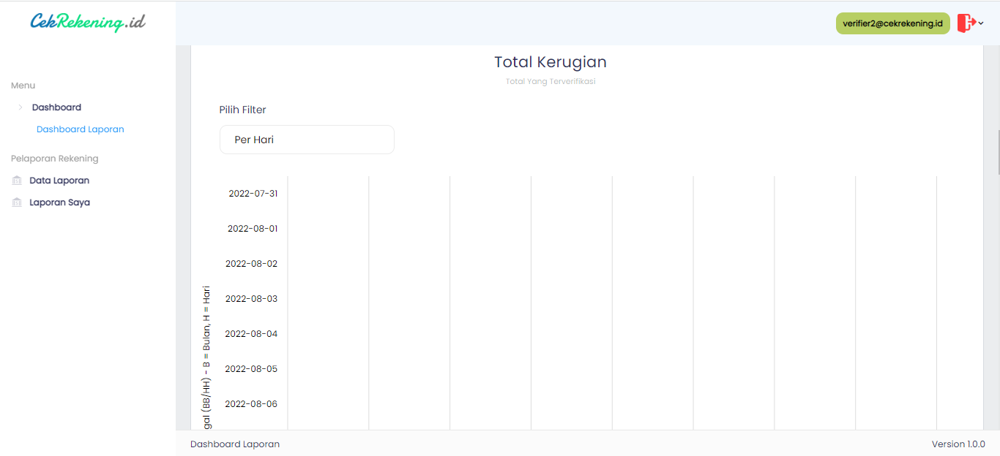 CekRekening.id
verifier2@cekrekening.id
Menu
Dashboard
Dashboard Laporan
Pelaporan Rekening
Data Laporan
Laporan Saya
Total Kerugian
Total Yang Terverifikasi
Pilih Filter
Per Hari
2022-07-31
2022-08-01
2022-08-02
2022-08-03
2022-08-04
2022-08-05
2022-08-06
gal (BB/HH) - B = Bulan, H = Hari
Dashboard Laporan
Version 1.0.0